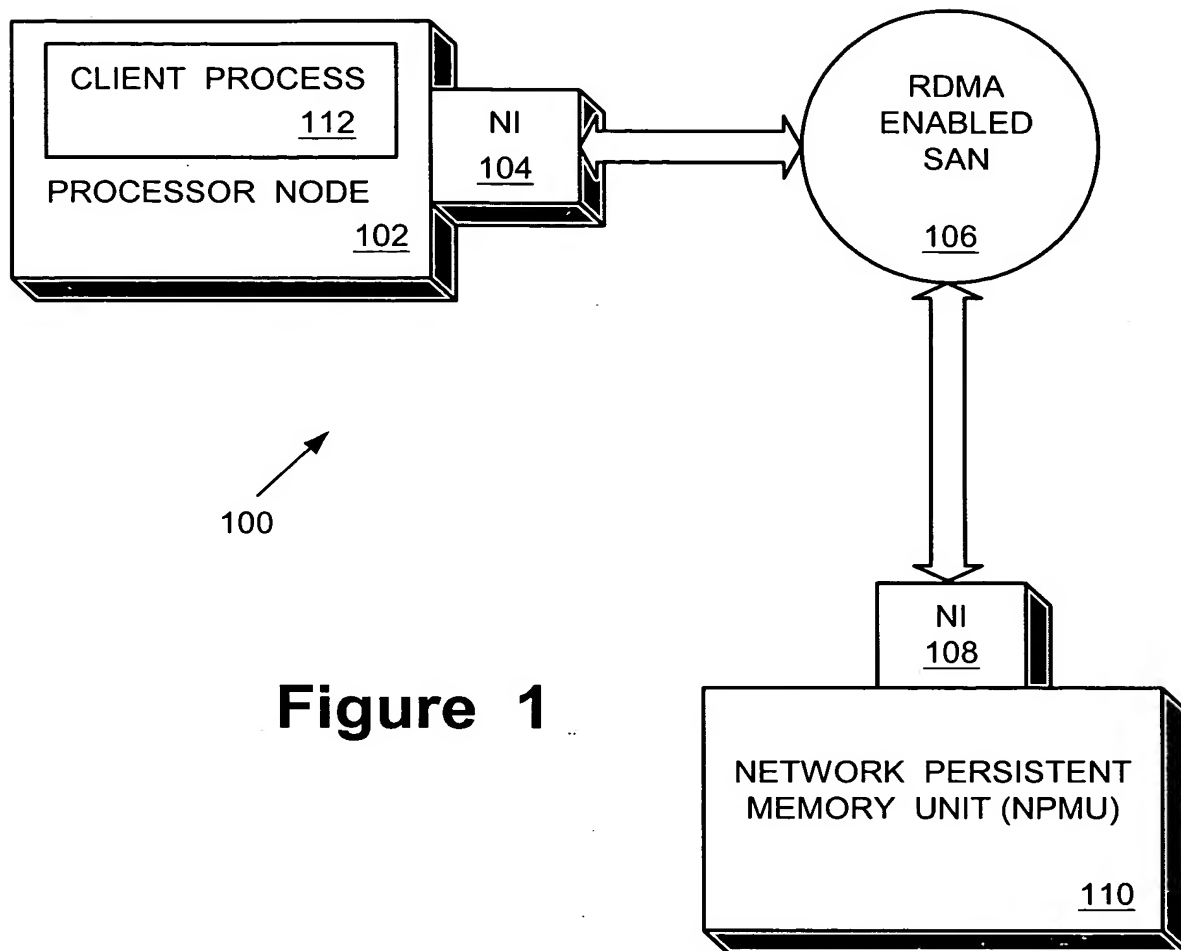 CLIENT PROCESS
112
PROCESSOR NODE
102
NI
104
RDMA
ENABLED
SAN
106
100
NI
108
Figure 1
NETWORK PERSISTENT
MEMORY UNIT (NPMU)
110